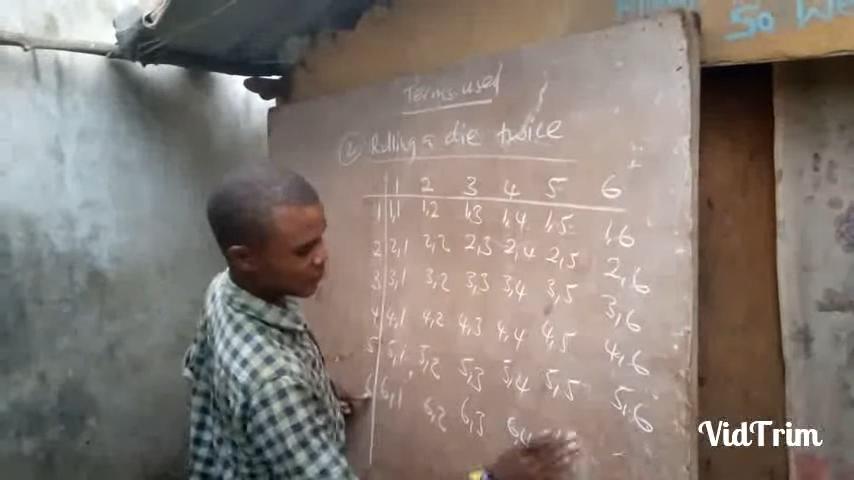 So We
Terms used
Rolling a die twice
1 2 3 4 5 6
1 1,1 1,2 1,3 1,4 1,5 1,6
2 2,1 2,2 2,3 2,4 2,5 2,6
3 3,1 3,2 3,3 3,4 3,5 3,6
4 4,1 4,2 4,3 4,4 4,5 4,6
5 5,1 5,2 5,3 5,4 5,5 5,6
6 6,1 6,2 6,3 6,4
VidTrim